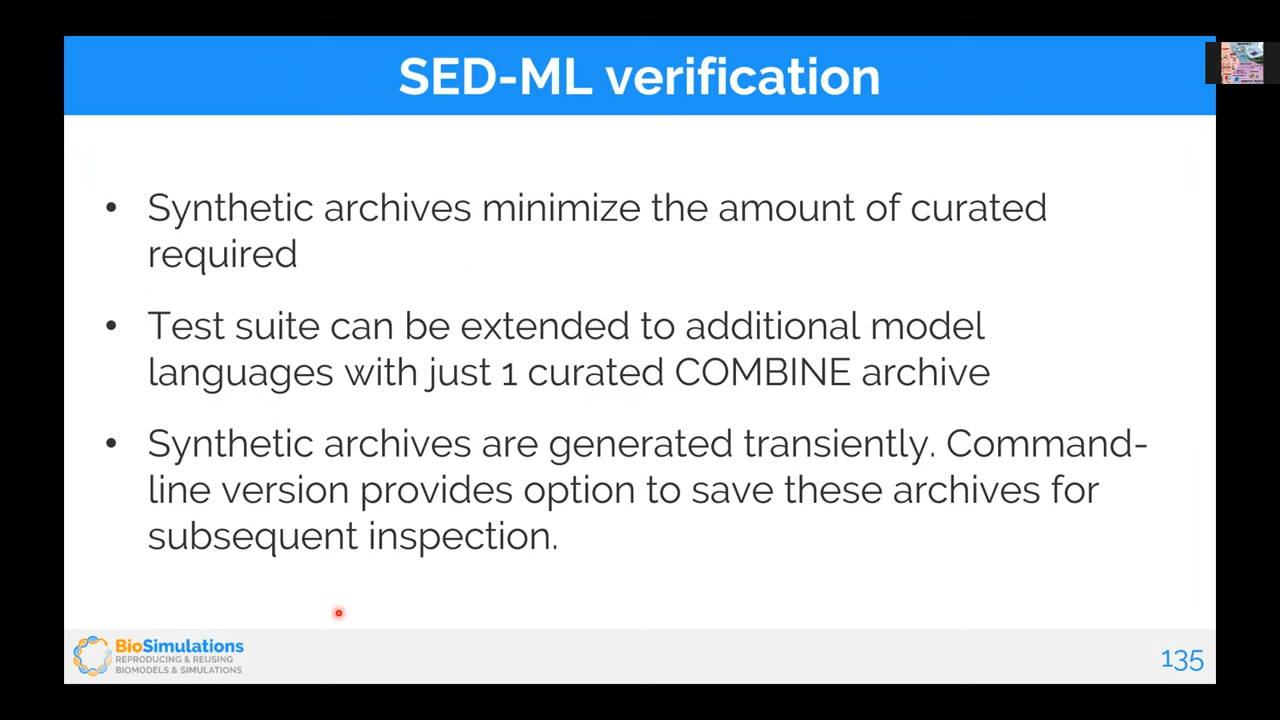 SED-ML verification
• Synthetic archives minimize the amount of curated
required
• Test suite can be extended to additional model
languages with just 1 curated COMBINE archive
• Synthetic archives are generated transiently. Command-
line version provides option to save these archives for
subsequent inspection.
BioSimulations
REPRODUCING & REUSING
BIOMODELS & SIMULATIONS
135